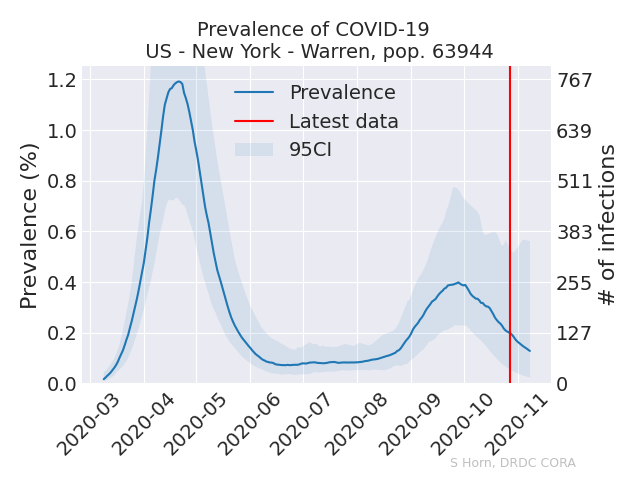 Prevalence of COVID-19
US - New York - Warren, pop. 63944
Prevalence (%)
1.2
1.0
0.8
0.6
0.4
0.2
0.0
Prevalence
Latest data
95CI
767
639
511
383
255
127
0
# of infections
2020-03
2020-04
2020-05
2020-06
2020-07
2020-08
2020-09
2020-10
2020-11
S Horn, DRDC CORA